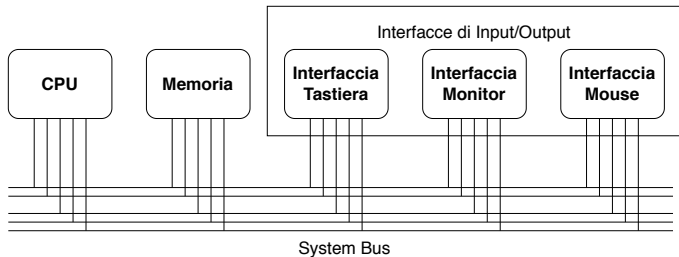 Interfacce di Input/Output
CPU
Memoria
Interfaccia
Tastiera
Interfaccia
Monitor
Interfaccia
Mouse
System Bus